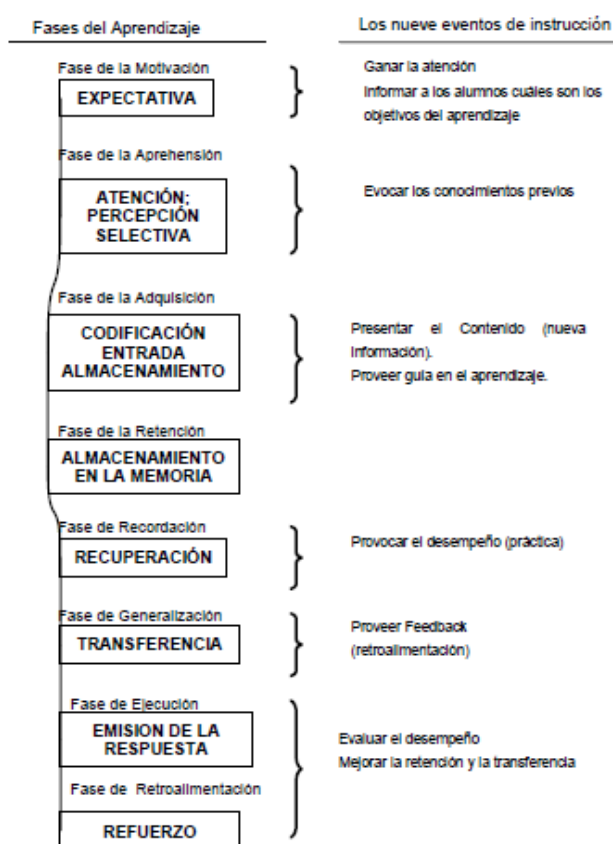 Fases del Aprendizaje
Los nueve eventos de instrucción
Fase de la Motivación
EXPECTATIVA
Ganar la atención
Informar a los alumnos cuáles son los
objetivos del aprendizaje
Fase de la Aprehensión
ATENCIÓN;
PERCEPCIÓN
SELECTIVA
Evocar los conocimientos previos
Fase de la Adquisición
CODIFICACIÓN
ENTRADA
ALMACENAMIENTO
Presentar el Contenido (nueva
Información).
Proveer guía en el aprendizaje.
Fase de la Retención
ALMACENAMIENTO
EN LA MEMORIA
Fase de Recordación
RECUPERACIÓN
Provocar el desempeño (práctica)
Fase de Generalización
TRANSFERENCIA
Proveer Feedback
(retroalimentación)
Fase de Ejecución
EMISION DE LA
RESPUESTA
Evaluar el desempeño
Mejorar la retención y la transferencia
Fase de Retroalimentación
REFUERZO